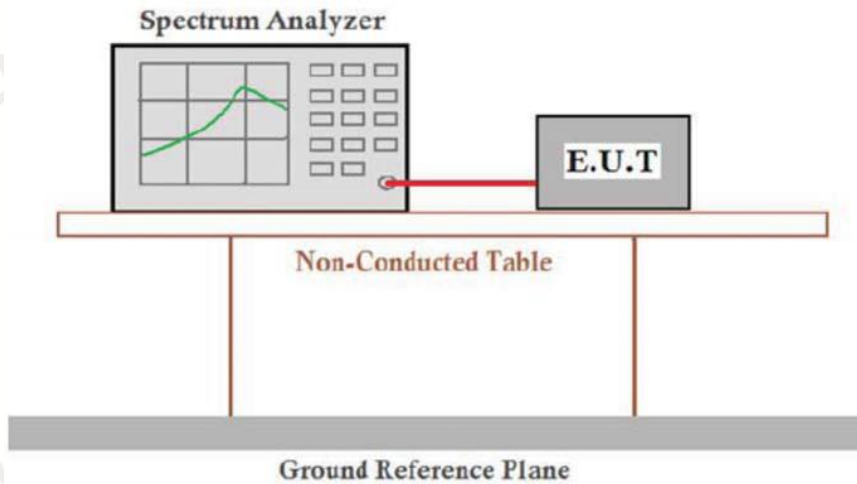 Spectrum Analyzer
E.U.T
Non-Conducted Table
Ground Reference Plane